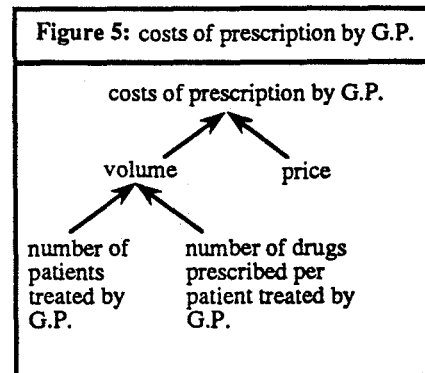 Figure 5: costs of prescription by G.P.
costs of prescription by G.P.
volume
price
number of
patients
treated by
G.P.
number of drugs
prescribed per
patient treated by
G.P.